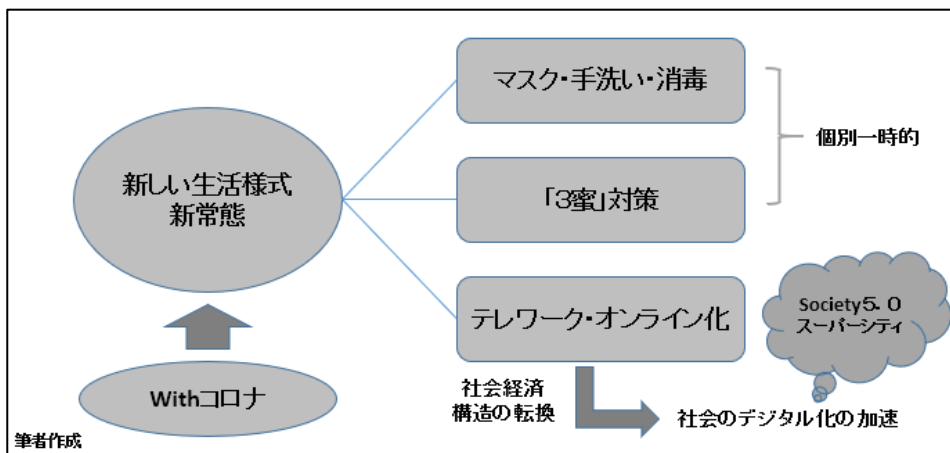 マスク・手洗い・消毒
個別一時的
新しい生活様式
新常態
「3蜜」対策
テレワーク・オンライン化
Society5.0
スーパーシティ
Withコロナ
社会経済
構造の転換
社会のデジタル化の加速
筆者作成